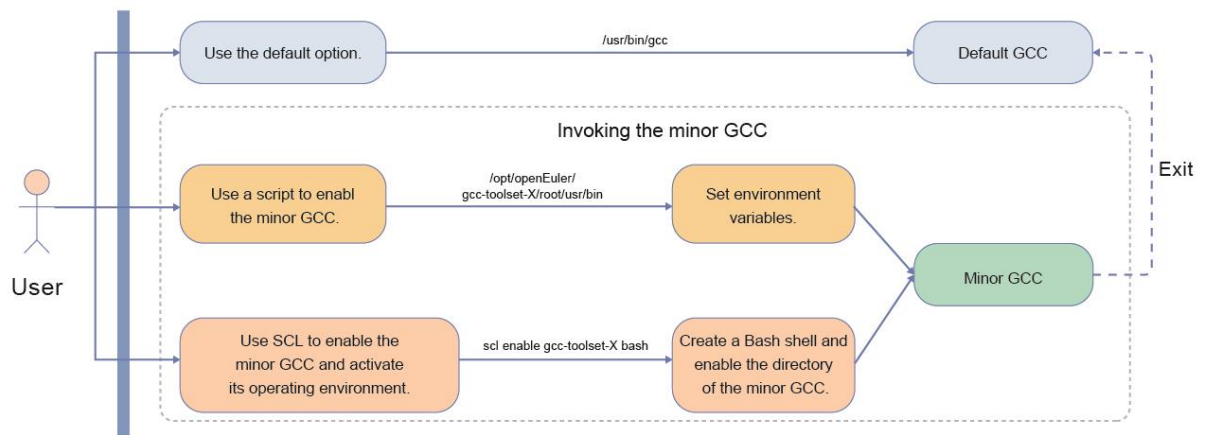 Use the default option.
/usr/bin/gcc
Default GCC
Invoking the minor GCC
Exit
User
Use a script to enabl
the minor GCC.
/opt/openEuler/
gcc-toolset-X/root/usr/bin
Set environment
variables.
Minor GCC
Use SCL to enable the
minor GCC and activate
its operating environment.
scl enable gcc-toolset-X bash
Create a Bash shell and
enable the directory
of the minor GCC.